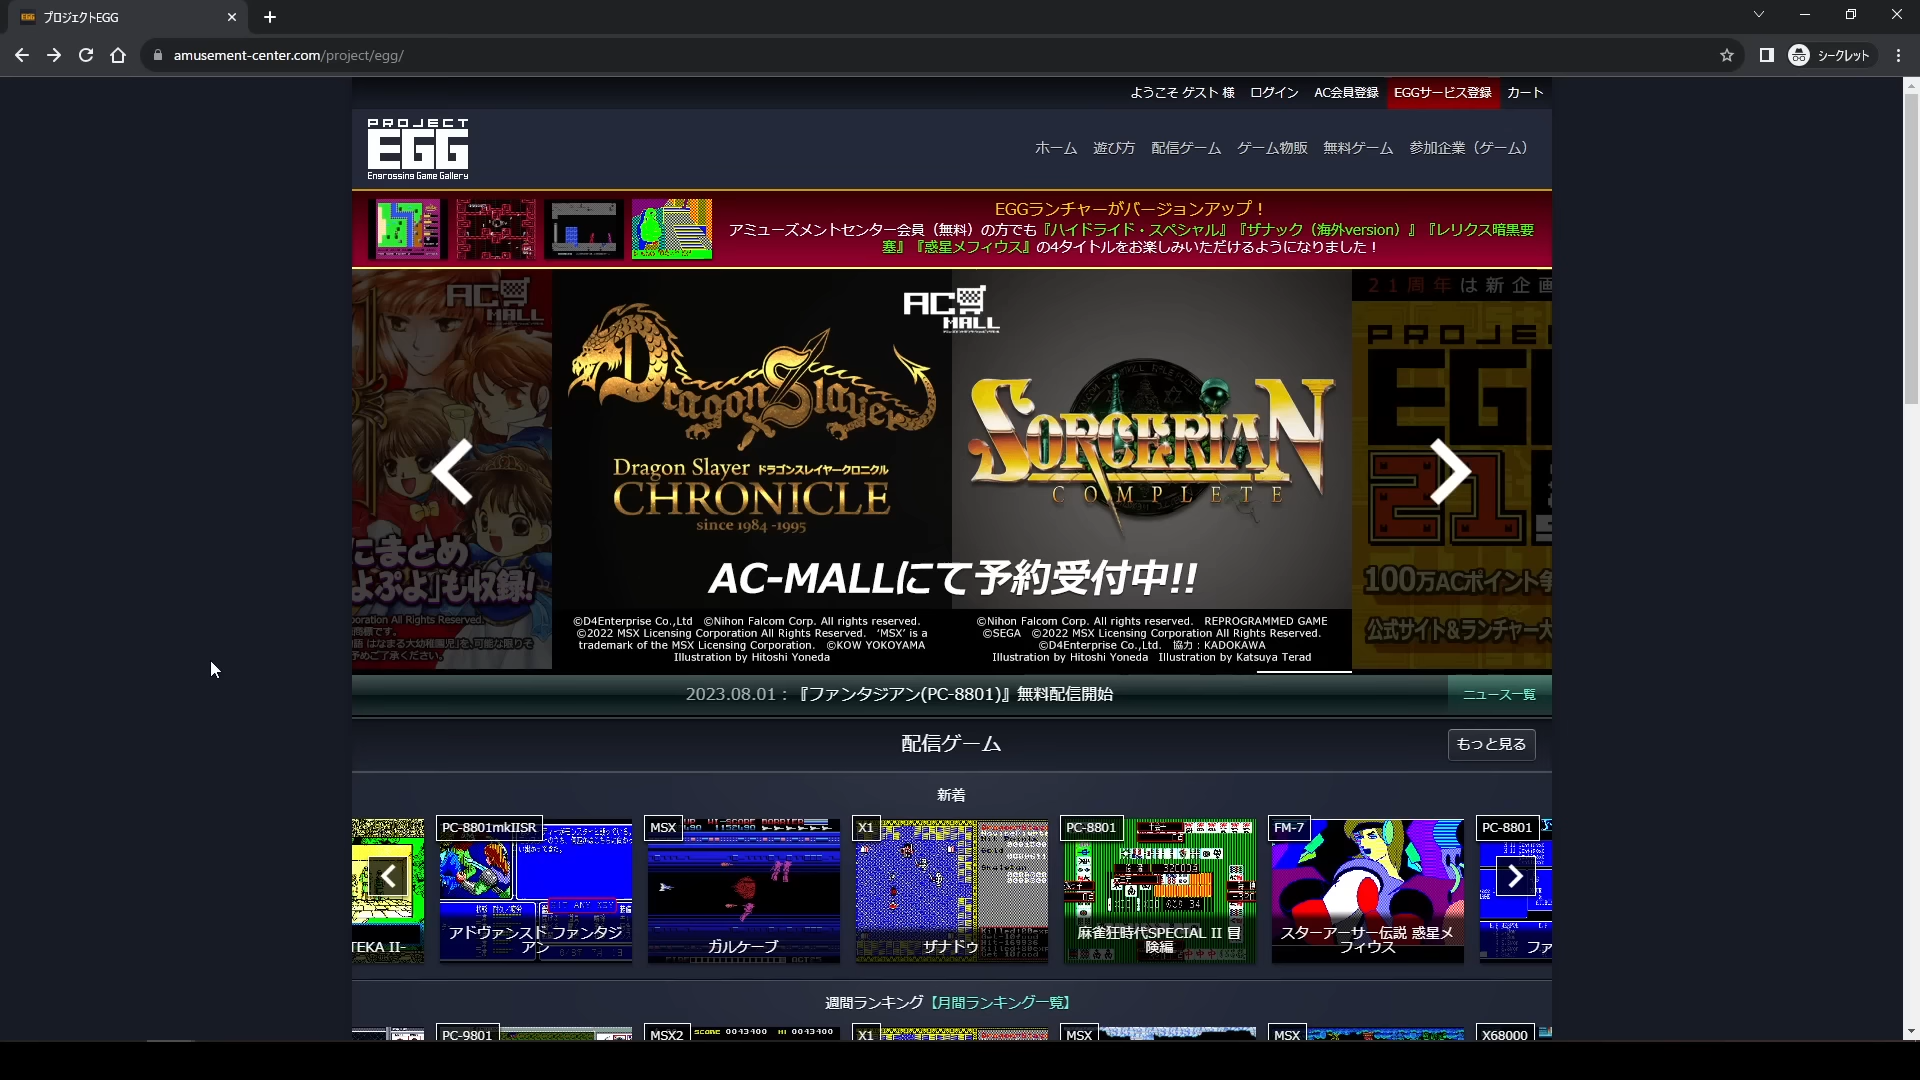 プロジェクトEGG
amusement-center.com/project/egg/
シークレット
ようこそ ゲスト 様 ログイン AC会員登録 EGGサービス登録 カート
PROJECT
EGG
Engrossing Game Gallery
ホーム 遊び方 配信ゲーム ゲーム物販 無料ゲーム 参加企業（ゲーム）
EGGランチャーがバージョンアップ！
アミューズメントセンター会員（無料）の方でも『ハイドライド・スペシャル』『ザナック（海外version）』『レリクス暗黒要
塞』『惑星メフィウス』の4タイトルをお楽しみいただけるようになりました！
AC
MALL
にまとめ
よぷよ」も収録!
AC
MALL
Dragon Slayer
Dragon Slayer ドラゴンスレイヤークロニクル
CHRONICLE
since 1984 -1995
SORCERIAN
COMPLETE
AC-MALLにて予約受付中!!
©D4Enterprise Co.,Ltd ©Nihon Falcom Corp. All rights reserved.
©2022 MSX Licensing Corporation All Rights Reserved. ‘MSX’ is a
trademark of the MSX Licensing Corporation. ©KOW YOKOYAMA
Illustration by Hitoshi Yoneda
©Nihon Falcom Corp. All rights reserved. REPROGRAMMED GAME
©SEGA ©2022 MSX Licensing Corporation All Rights Reserved.
©D4Enterprise Co.,Ltd. 協力：KADOKAWA
Illustration by Hitoshi Yoneda Illustration by Katsuya Terad
21周年は新企画
PROJE
EG
21
100万ACポイント争
公式サイト&ランチャー大
2023.08.01： 『ファンタジアン(PC-8801)』無料配信開始
ニュース一覧
配信ゲーム
もっと見る
新着
TEKA II-
PC-8801mkIISR
アドヴァンスド ファンタジ
アン
MSX
ガルケーブ
X1
ザナドゥ
PC-8801
麻雀狂時代SPECIAL II 冒
険編
FM-7
スターアーサー伝説 惑星メ
フィウス
PC-8801
ファ
週間ランキング【月間ランキング一覧】
PC-9801
MSX2
SCORE 0043400 HI 0043400
X1
MSX
MSX
X68000